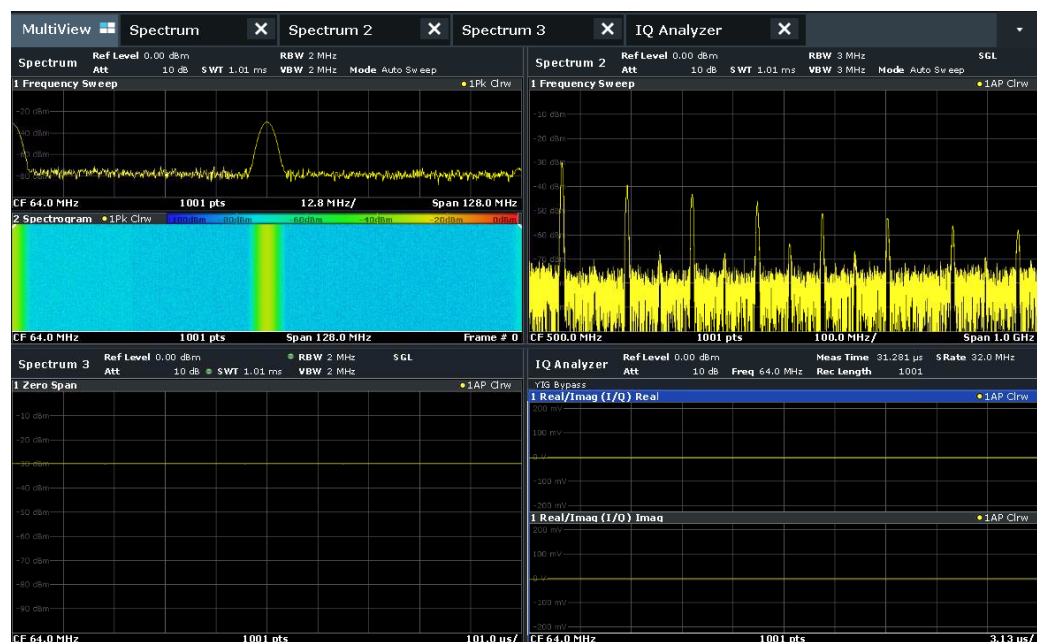 MultiView Spectrum X Spectrum 2 X Spectrum 3 X IQ Analyzer X
Spectrum
Ref Level 0.00 dBm RBW 2 MHz
Att 10 dB SWT 1.01 ms VBW 2 MHz Mode Auto Sweep
1 Frequency Sweep 1Pk Clrw
-20 dBm
CF 64.0 MHz 1001 pts 12.8 MHz/ Span 128.0 MHz
2 Spectrogram 1Pk Clrw -100dBm -80dBm -60dBm -40dBm -20dBm 0dBm
CF 64.0 MHz 1001 pts Span 128.0 MHz Frame # 0
Spectrum 2
Ref Level 0.00 dBm RBW 3 MHz SGL
Att 10 dB SWT 1.01 ms VBW 3 MHz Mode Auto Sweep
1 Frequency Sweep 1AP Clrw
-10 dBm
-20 dBm
-30 dBm
-40 dBm
-50 dBm
-60 dBm
CF 500.0 MHz 1001 pts 100.0 MHz/ Span 1.0 GHz
Spectrum 3
Ref Level 0.00 dBm RBW 2 MHz SGL
Att 10 dB SWT 1.01 ms VBW 2 MHz
1 Zero Span 1AP Clrw
-10 dBm
-20 dBm
-30 dBm
-40 dBm
-50 dBm
-60 dBm
-70 dBm
-80 dBm
-90 dBm
CF 64.0 MHz 1001 pts 101.0 us/
IQ Analyzer
Ref Level 0.00 dBm Meas Time 31.281 µs SRate 32.0 MHz
Att 10 dB Freq 64.0 MHz Rec Length 1001
YIG Bypass
1 Real/Imag (I/Q) Real 1AP Clrw
200 mV
100 mV
0 V
-100 mV
-200 mV
1 Real/Imag (I/Q) Imag 1AP Clrw
200 mV
100 mV
0 V
-100 mV
-200 mV
CF 64.0 MHz 1001 pts 3.13 us/